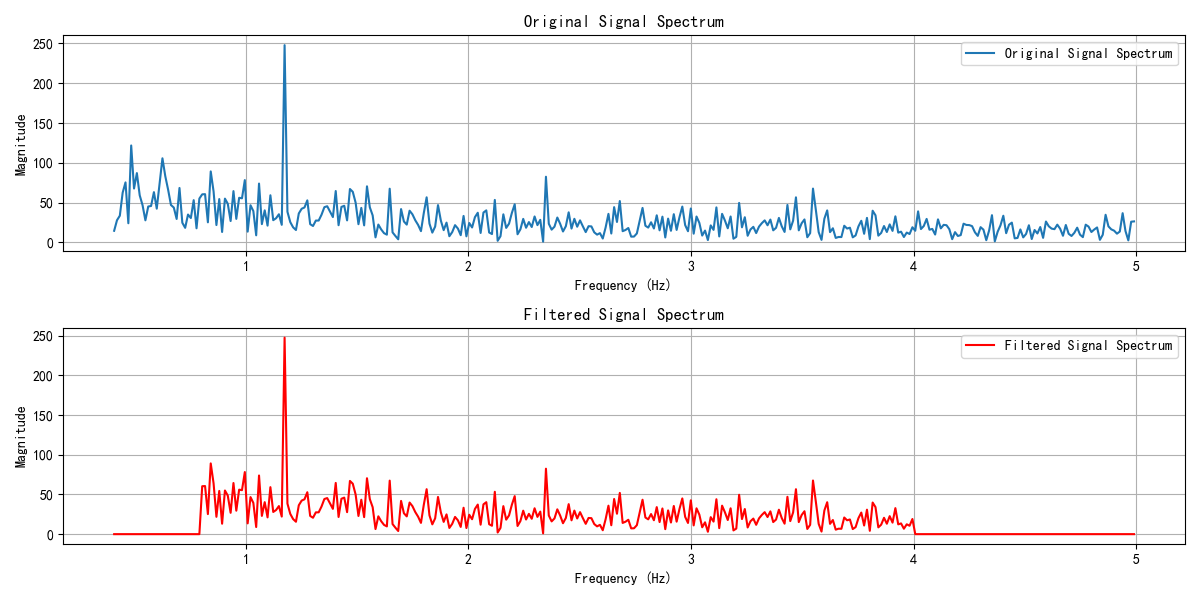 Original Signal Spectrum
250
200
150
100
50
0
Magnitude
Original Signal Spectrum
1
2
3
4
5
Frequency (Hz)
Filtered Signal Spectrum
250
200
150
100
50
0
Magnitude
Filtered Signal Spectrum
1
2
3
4
5
Frequency (Hz)